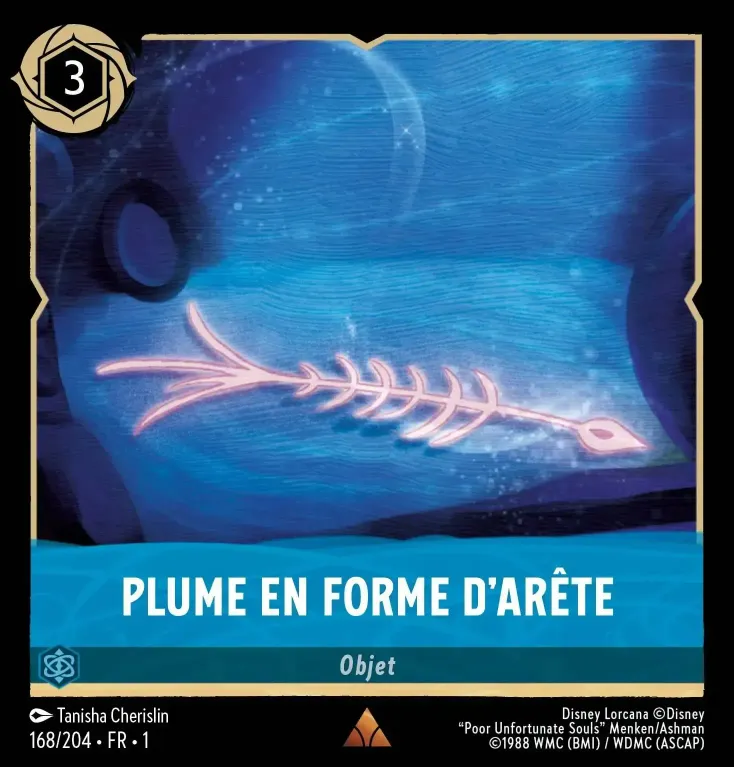 3
PLUME EN FORME D'ARÊTE
Objet
Tanisha Cherislin
168/204 • FR • 1
Disney Lorcana ©Disney
“Poor Unfortunate Souls” Menken/Ashman
©1988 WMC (BMI) / WDMC (ASCAP)